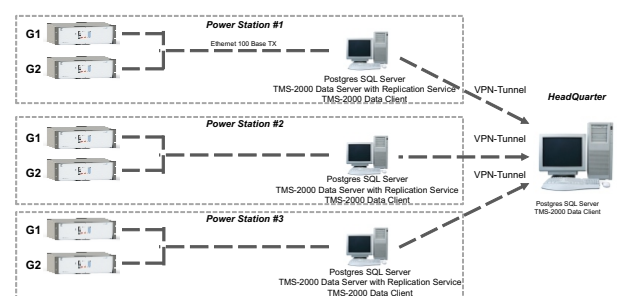 Power Station #1
G1
Ethernet 100 Base TX
G2
Postgres SQL Server
TMS-2000 Data Server with Replication Service
TMS-2000 Data Client
VPN-Tunnel
HeadQuarter
Power Station #2
G1
G2
VPN-Tunnel
Postgres SQL Server
TMS-2000 Data Server with Replication Service
TMS-2000 Data Client
VPN-Tunnel
Postgres SQL Server
TMS-2000 Data Client
Power Station #3
G1
G2
Postgres SQL Server
TMS-2000 Data Server with Replication Service
TMS-2000 Data Client